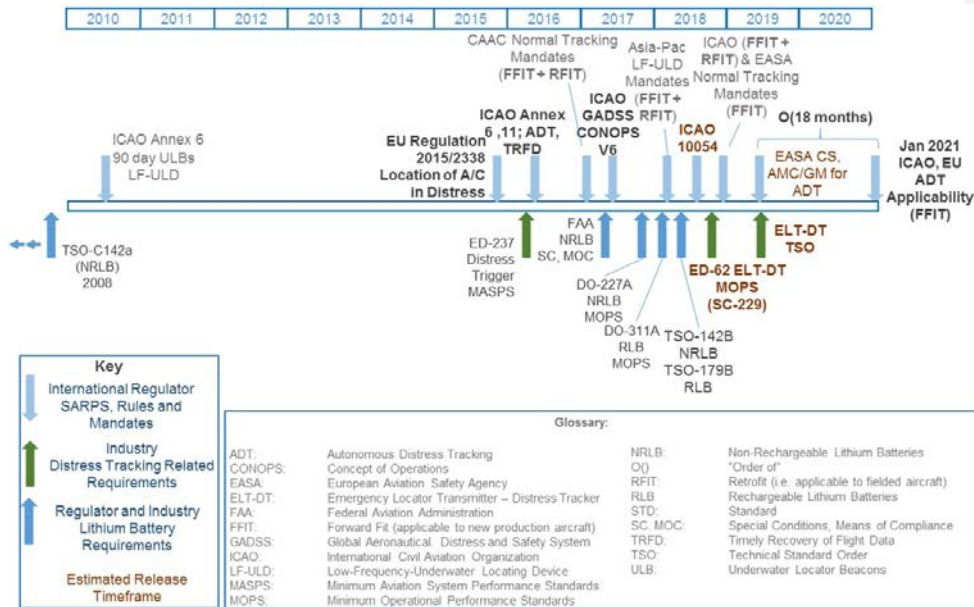 2010 2011 2012 2013 2014 2015 2016 2017 2018 2019 2020
CAAC Normal Tracking
Mandates
(FFIT + RFIT)
Asia-Pac
LF-ULD
Mandates
(FFIT +
RFIT)
ICAO (FFIT +
RFIT) & EASA
Normal Tracking
Mandates
(FFIT)
ICAO Annex 6
90 day ULBs
LF-ULD
EU Regulation
2015/2338
Location of A/C
in Distress
ICAO Annex
6 ,11; ADT,
TRFD
ICAO
GADSS
CONOPS
V6
ICAO
10054
O(18 months)
EASA CS,
AMC/GM for
ADT
Jan 2021
ICAO, EU
ADT
Applicability
(FFIT)
TSO-C142a
(NRLB)
2008
ED-237
Distress
Trigger
MASPS
FAA
NRLB
SC, MOC
DO-227A
NRLB
MOPS
DO-311A
RLB
MOPS
TSO-142B
NRLB
TSO-179B
RLB
ED-62 ELT-DT
MOPS
(SC-229)
ELT-DT
TSO
Key
International Regulator
SARPS, Rules and
Mandates
Industry
Distress Tracking Related
Requirements
Regulator and Industry
Lithium Battery
Requirements
Estimated Release
Timeframe
Glossary:
ADT: Autonomous Distress Tracking
CONOPS: Concept of Operations
EASA: European Aviation Safety Agency
ELT-DT: Emergency Locator Transmitter – Distress Tracker
FAA: Federal Aviation Administration
FFIT: Forward Fit (applicable to new production aircraft)
GADSS: Global Aeronautical. Distress and Safety System
ICAO: International Civil Aviation Organization
LF-ULD: Low-Frequency-Underwater Locating Device
MASPS: Minimum Aviation System Performance Standards
MOPS: Minimum Operational Performance Standards
NRLB: Non-Rechargeable Lithium Batteries
O() "Order of"
RFIT: Retrofit (i.e. applicable to fielded aircraft)
RLB Rechargeable Lithium Batteries
STD: Standard
SC. MOC: Special Conditions, Means of Compliance
TRFD: Timely Recovery of Flight Data
TSO: Technical Standard Order
ULB: Underwater Locator Beacons